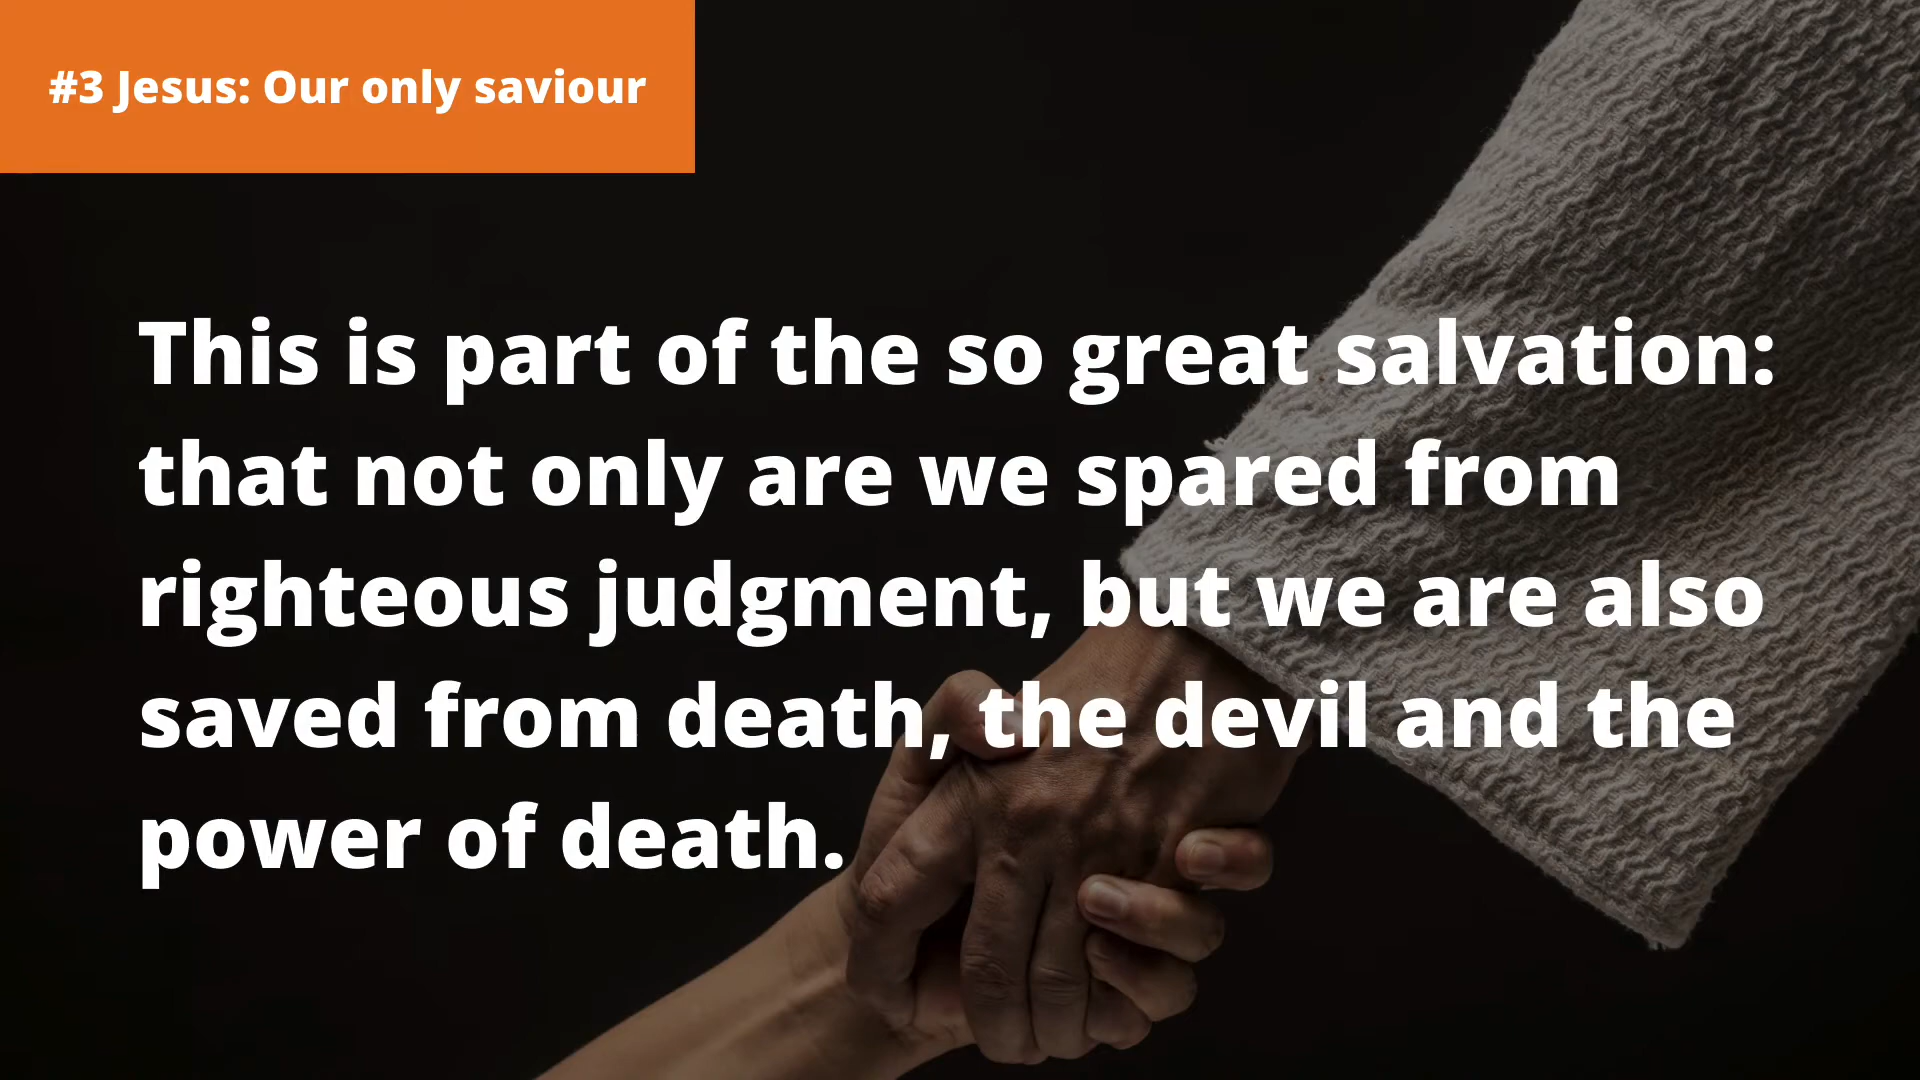 #3 Jesus: Our only saviour
This is part of the so great salvation:
that not only are we spared from
righteous judgment, but we are also
saved from death, the devil and the
power of death.